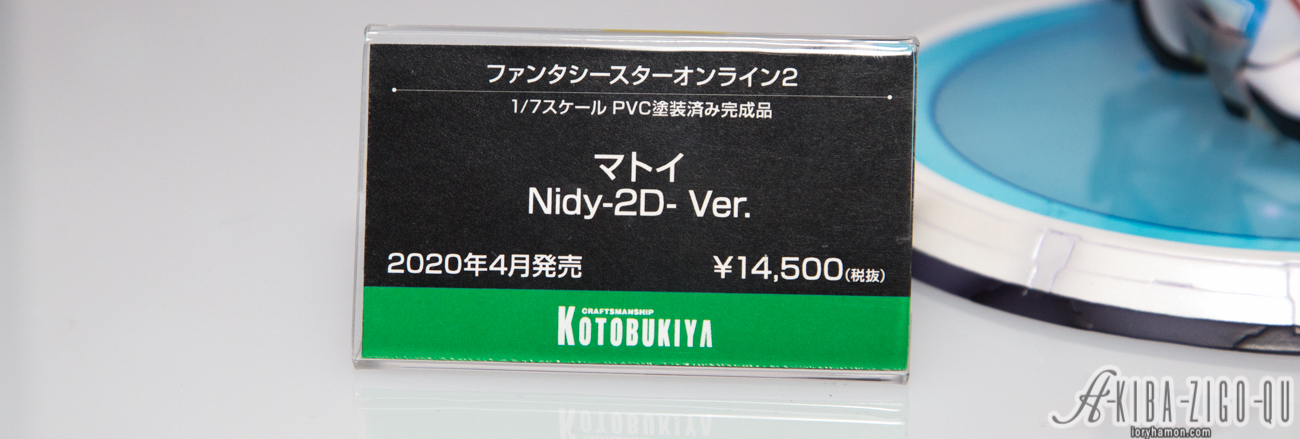 ファンタシースターオンライン2
1/7スケール PVC塗装済み完成品
マトイ
Nidy-2D- Ver.
2020年4月発売
¥14,500(税抜)
CRAFTSMANSHIP
KOTOBUKIYA
A-KIBA-ZIGO-QU
loryhamon.com